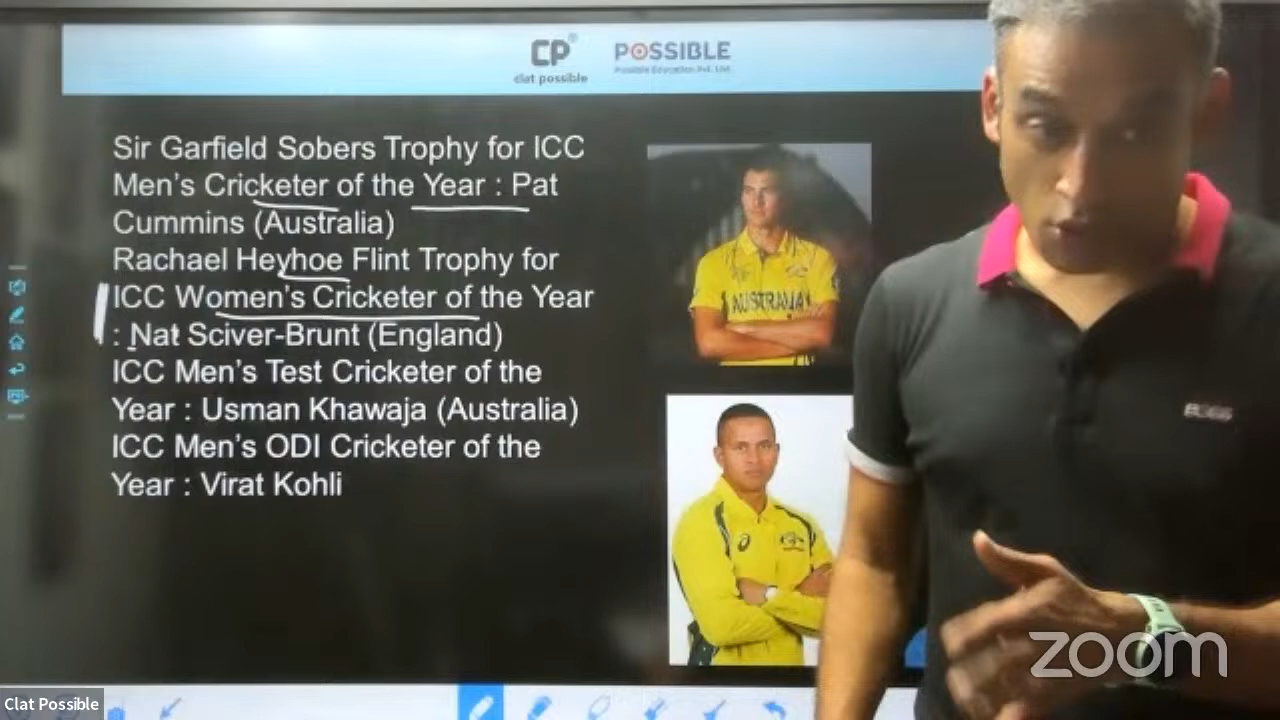 CP
clat possible
POSSIBLE
Possible Education Pvt. Ltd.
Sir Garfield Sobers Trophy for ICC
Men's Cricketer of the Year : Pat
Cummins (Australia)
Rachael Heyhoe Flint Trophy for
ICC Women's Cricketer of the Year
: Nat Sciver-Brunt (England)
ICC Men's Test Cricketer of the
Year : Usman Khawaja (Australia)
ICC Men's ODI Cricketer of the
Year : Virat Kohli
AUSTRALIA
BOSS
zoom
Clat Possible